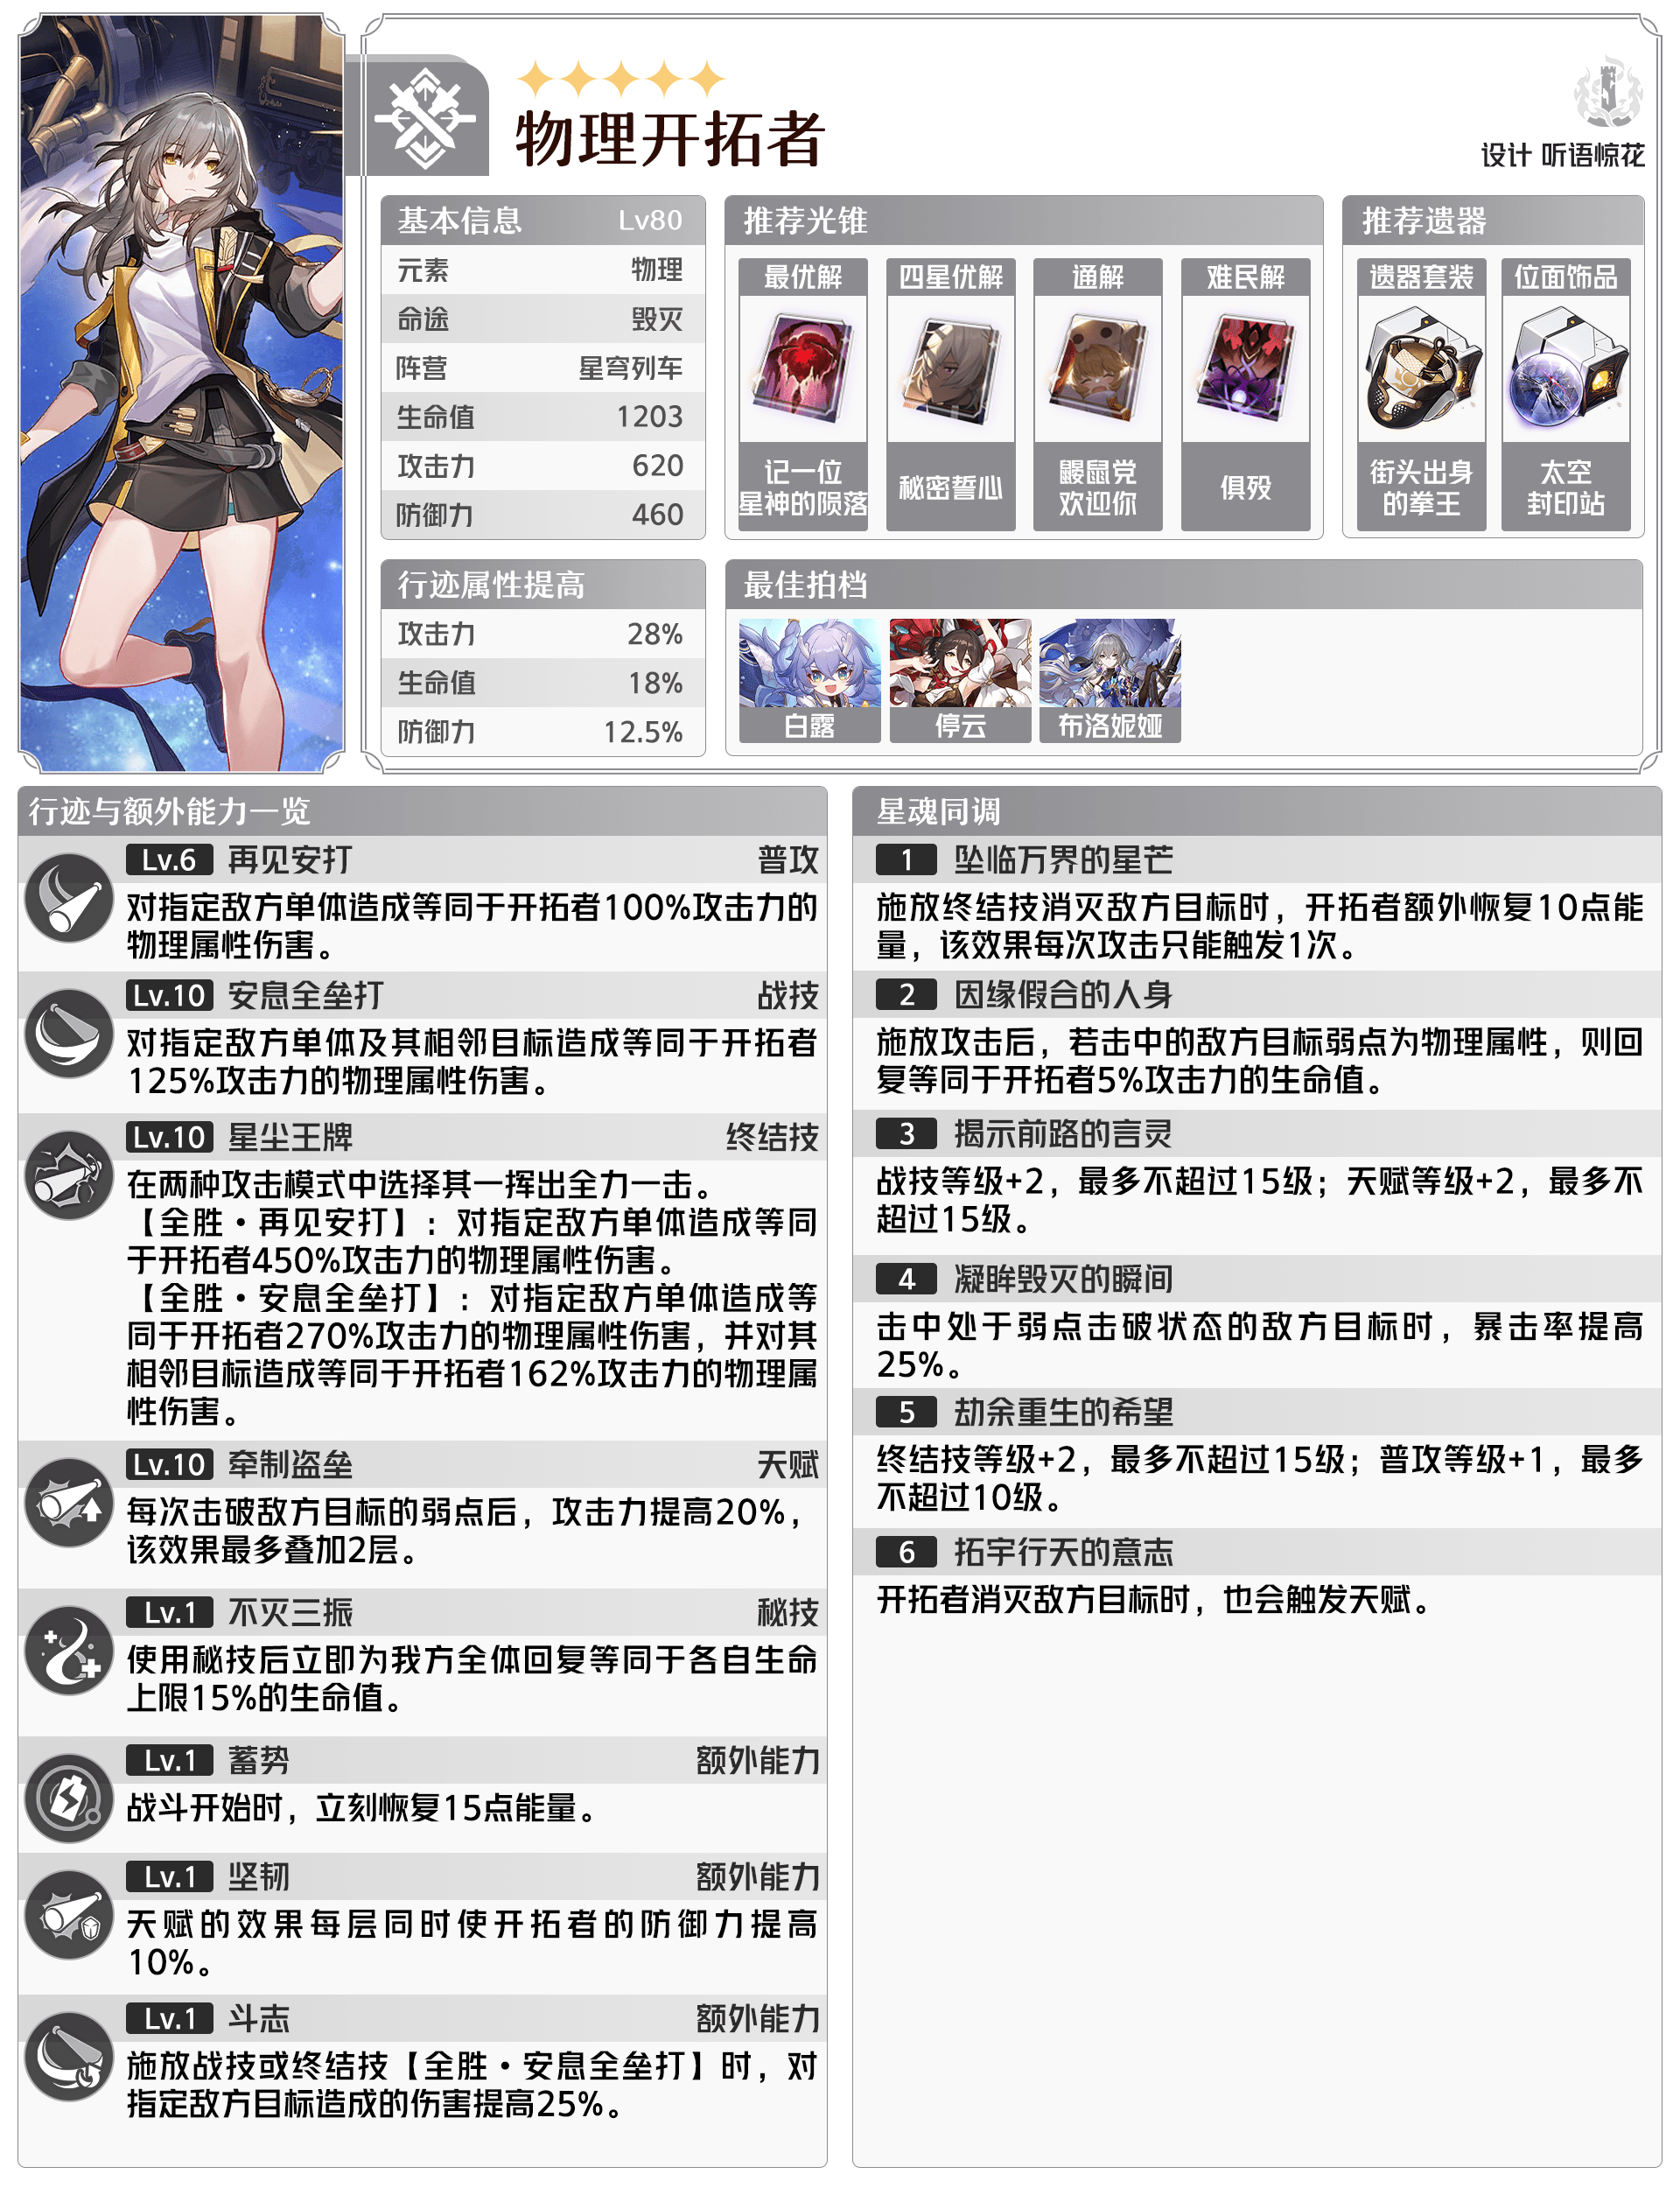 物理开拓者
设计 听语惊花
基本信息 Lv80
元素 物理
命途 毁灭
阵营 星穹列车
生命值 1203
攻击力 620
防御力 460
推荐光锥
最优解 四星优解 通解 难民解
记一位
星神的陨落
秘密誓心
鼹鼠党
欢迎你
俱殁
推荐遗器
遗器套装 位面饰品
街头出身
的拳王
太空
封印站
行迹属性提高
攻击力 28%
生命值 18%
防御力 12.5%
最佳拍档
白露 停云 布洛妮娅
行迹与额外能力一览
Lv.6 再见安打 普攻
对指定敌方单体造成等同于开拓者100%攻击力的
物理属性伤害。
Lv.10 安息全垒打 战技
对指定敌方单体及其相邻目标造成等同于开拓者
125%攻击力的物理属性伤害。
Lv.10 星尘王牌 终结技
在两种攻击模式中选择其一挥出全力一击。
【全胜·再见安打】：对指定敌方单体造成等同
于开拓者450%攻击力的物理属性伤害。
【全胜·安息全垒打】：对指定敌方单体造成等
同于开拓者270%攻击力的物理属性伤害，并对其
相邻目标造成等同于开拓者162%攻击力的物理属
性伤害。
Lv.10 牵制盗垒 天赋
每次击破敌方目标的弱点后，攻击力提高20%，
该效果最多叠加2层。
Lv.1 不灭三振 秘技
使用秘技后立即为我方全体回复等同于各自生命
上限15%的生命值。
Lv.1 蓄势 额外能力
战斗开始时，立刻恢复15点能量。
Lv.1 坚韧 额外能力
天赋的效果每层同时使开拓者的防御力提高
10%。
Lv.1 斗志 额外能力
施放战技或终结技【全胜·安息全垒打】时，对
指定敌方目标造成的伤害提高25%。
星魂同调
1 坠临万界的星芒
施放终结技消灭敌方目标时，开拓者额外恢复10点能
量，该效果每次攻击只能触发1次。
2 因缘假合的人身
施放攻击后，若击中的敌方目标弱点为物理属性，则回
复等同于开拓者5%攻击力的生命值。
3 揭示前路的言灵
战技等级+2，最多不超过15级；天赋等级+2，最多不
超过15级。
4 凝眸毁灭的瞬间
击中处于弱点击破状态的敌方目标时，暴击率提高
25%。
5 劫余重生的希望
终结技等级+2，最多不超过15级；普攻等级+1，最多
不超过10级。
6 拓宇行天的意志
开拓者消灭敌方目标时，也会触发天赋。